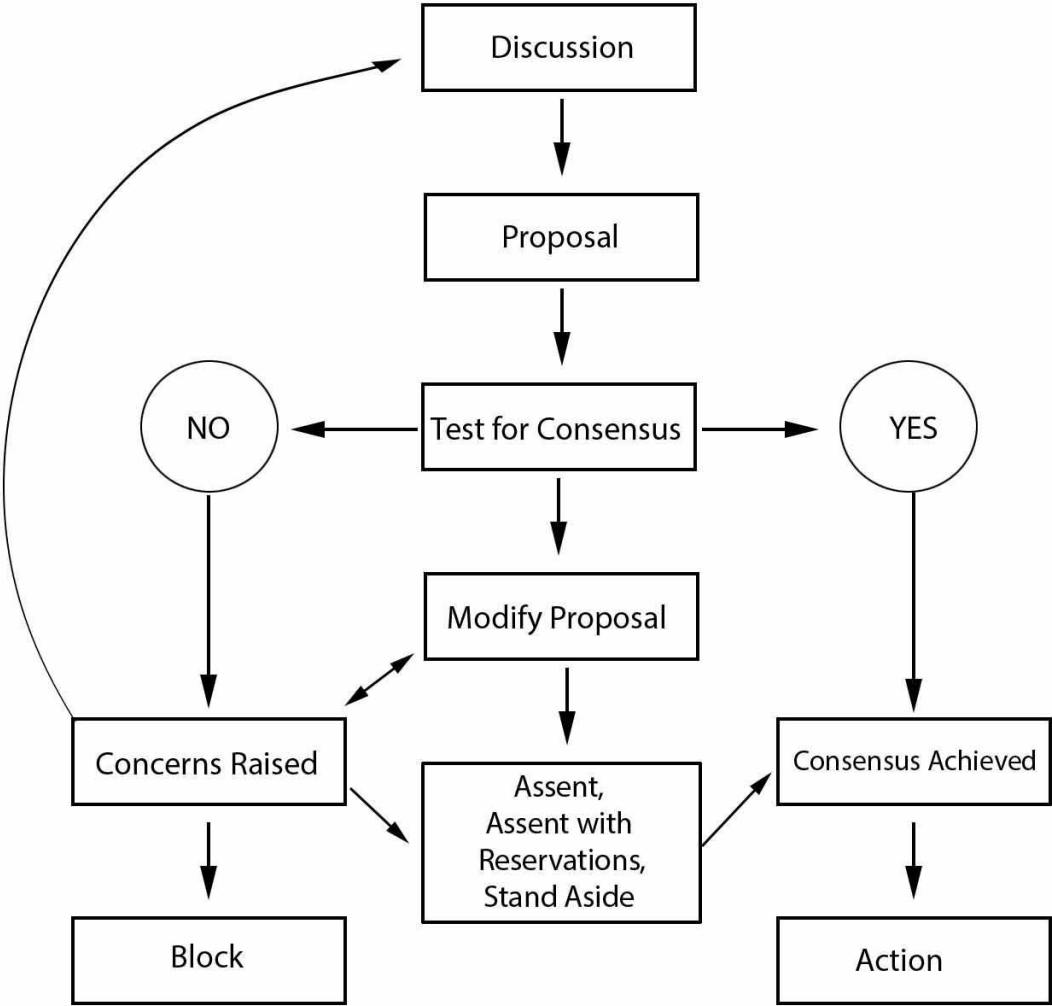 Discussion
Proposal
NO
Test for Consensus
YES
Modify Proposal
Concerns Raised
Assent,
Assent with
Reservations,
Stand Aside
Consensus Achieved
Block
Action